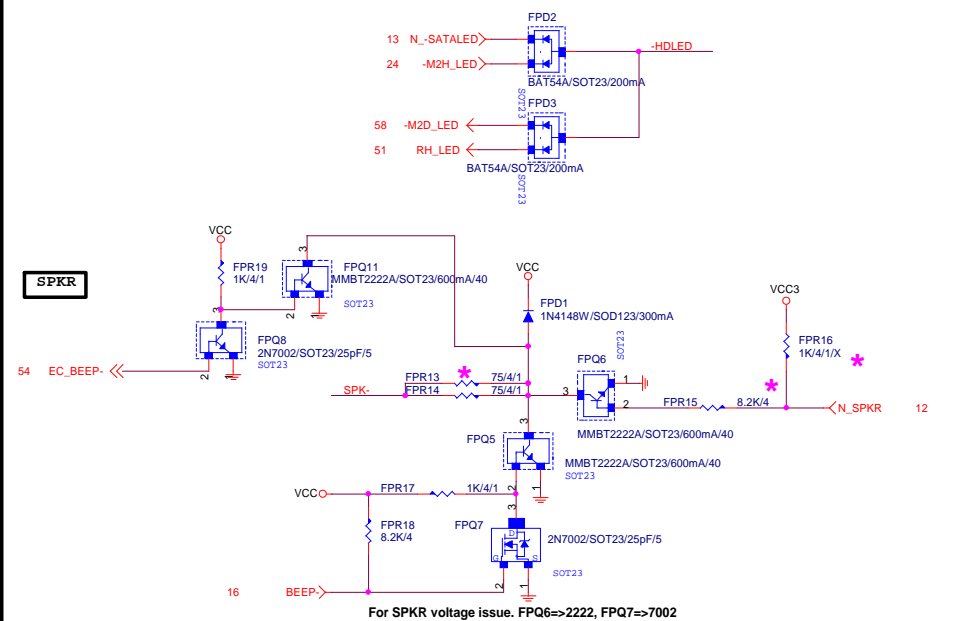 FPD2
13 N_-SATALED
-HDLED
24 -M2H_LED
BAT54A/SOT23/200mA
SOT23
FPD3
58 -M2D_LED
51 RH_LED
BAT54A/SOT23/200mA
SOT23
SPKR
VCC
FPR19
1K/4/1
3
FPQ11
MMBT2222A/SOT23/600mA/40
SOT23
2
1
3
FPQ8
2N7002/SOT23/25pF/5
SOT23
54 EC_BEEP-
2
1
VCC
FPD1
1N4148W/SOD123/300mA
VCC3
FPR16
1K/4/1/X
*
FPQ6
SOT23
FPR13 * 75/4/1
SPK- FPR14 75/4/1
3
1
2
FPR15 8.2K/4
*
N_SPKR 12
MMBT2222A/SOT23/600mA/40
3
FPQ5
MMBT2222A/SOT23/600mA/40
SOT23
2
1
VCC FPR17 1K/4/1
FPR18
8.2K/4
3
FPQ7
D
G
S
2N7002/SOT23/25pF/5
SOT23
2
1
16 BEEP-
For SPKR voltage issue. FPQ6=>2222, FPQ7=>7002